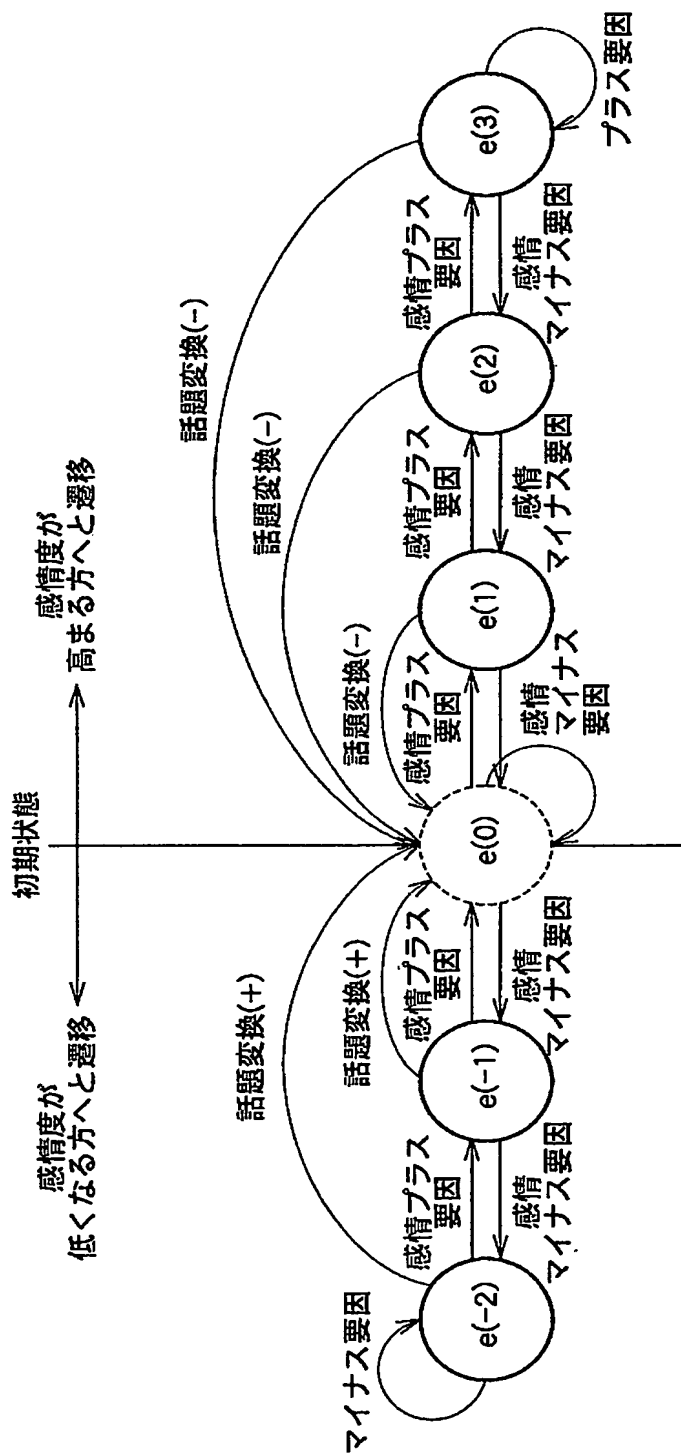 初期状態
感情度が
低くなる方へと遷移
感情度が
高まる方へと遷移
話題変換(+)
話題変換(+)
話題変換(-)
話題変換(-)
話題変換(-)
マイナス要因
感情プラス
要因
感情プラス
要因
感情プラス
要因
感情プラス
要因
感情プラス
要因
e(-2)
e(-1)
e(0)
e(1)
e(2)
e(3)
感情
マイナス要因
感情
マイナス要因
感情
マイナス
要因
感情
マイナス要因
感情
マイナス要因
プラス要因